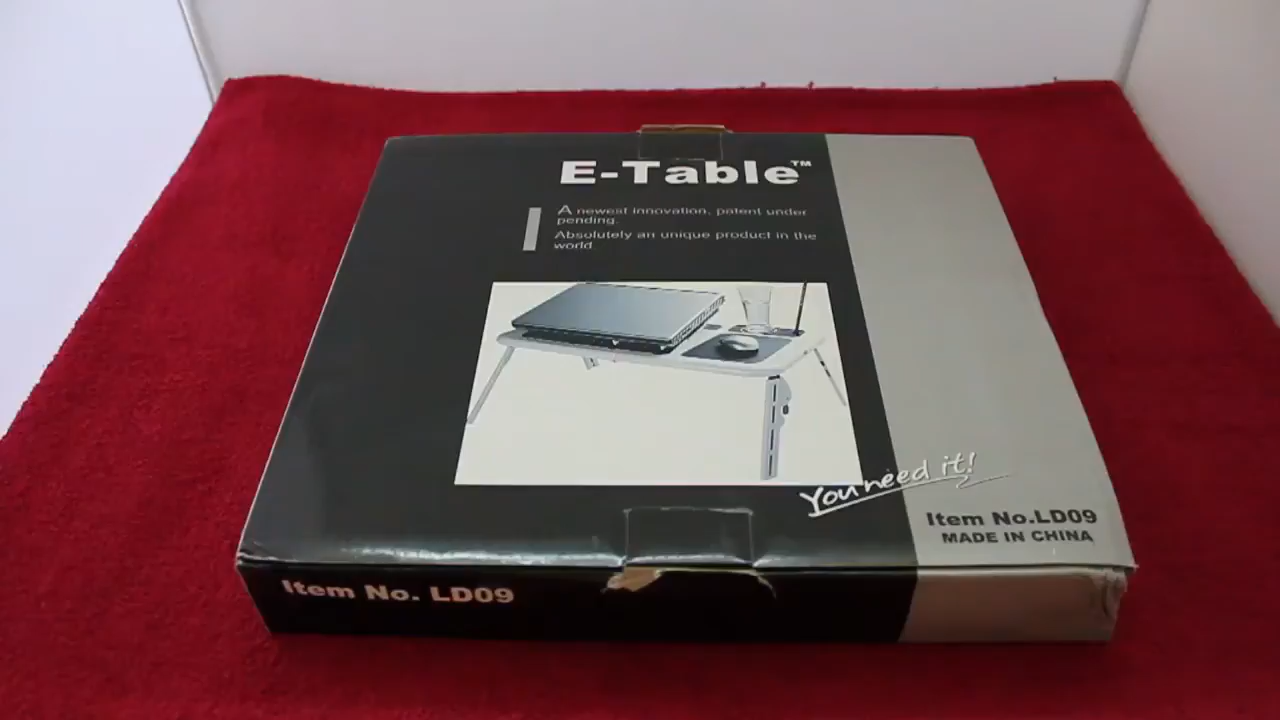 E-Table™
A newest innovation, patent under
pending.
Absolutely an unique product in the
world.
You need it!
Item No.LD09
MADE IN CHINA
Item No. LD09